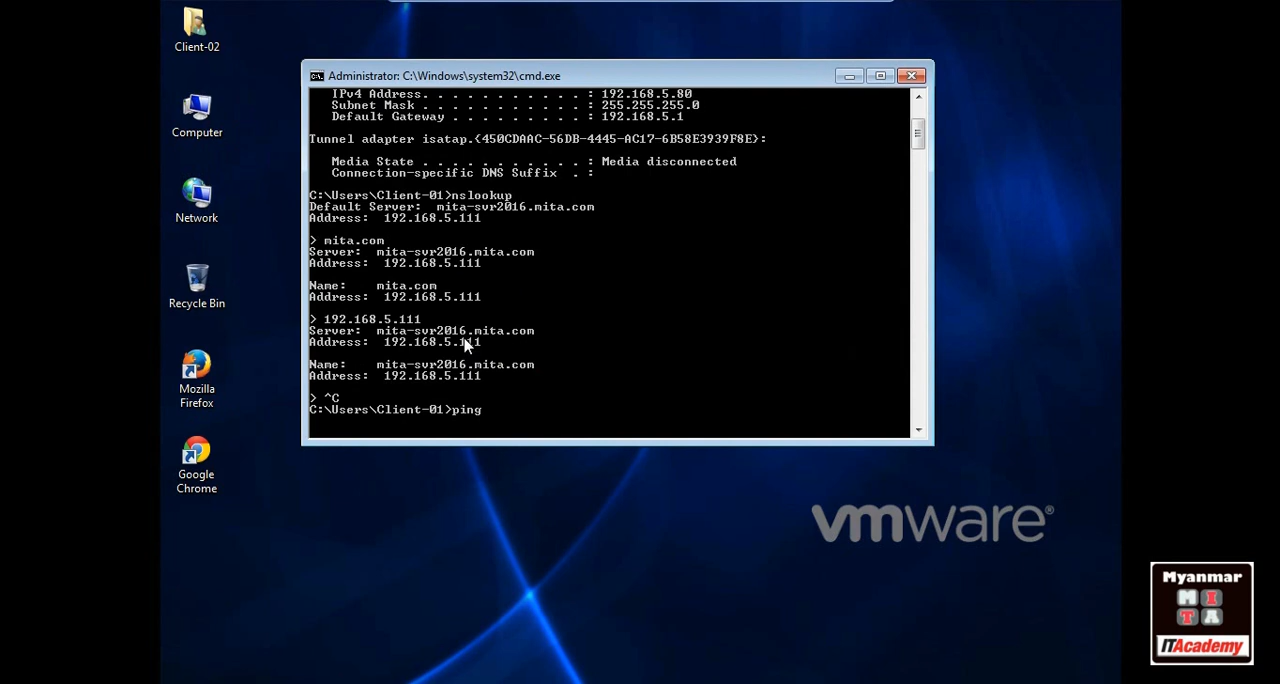 Client-02
Computer
Network
Recycle Bin
Mozilla
Firefox
Google
Chrome
Administrator: C:\Windows\system32\cmd.exe
IPv4 Address. . . . . . . . . . . : 192.168.5.80
Subnet Mask . . . . . . . . . . . : 255.255.255.0
Default Gateway . . . . . . . . . : 192.168.5.1
Tunnel adapter isatap.{450CDAAC-56DB-4445-AC17-6B58E3939F8E}:
Media State . . . . . . . . . . . : Media disconnected
Connection-specific DNS Suffix  . :
C:\Users\Client-01>nslookup
Default Server:  mita-svr2016.mita.com
Address:  192.168.5.111
> mita.com
Server:  mita-svr2016.mita.com
Address:  192.168.5.111
Name:    mita.com
Address:  192.168.5.111
> 192.168.5.111
Server:  mita-svr2016.mita.com
Address:  192.168.5.111
Name:    mita-svr2016.mita.com
Address:  192.168.5.111
> ^C
C:\Users\Client-01>ping
vmware®
Myanmar
M I
T A
ITAcademy